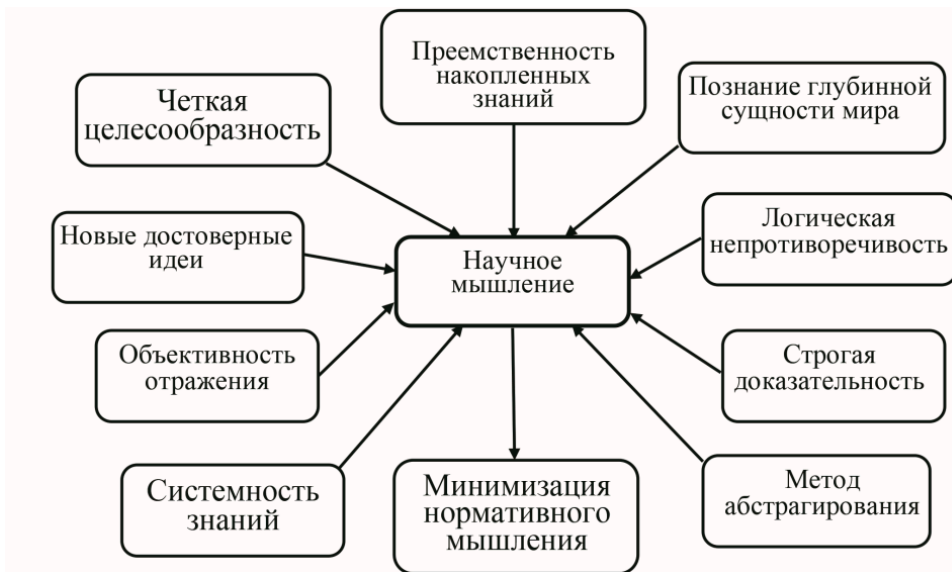 Преемственность
накопленных
знаний
Четкая
целесообразность
Познание глубинной
сущности мира
Новые достоверные
идеи
Научное
мышление
Логическая
непротиворечивость
Объективность
отражения
Строгая
доказательность
Системность
знаний
Минимизация
нормативного
мышления
Метод
абстрагирования